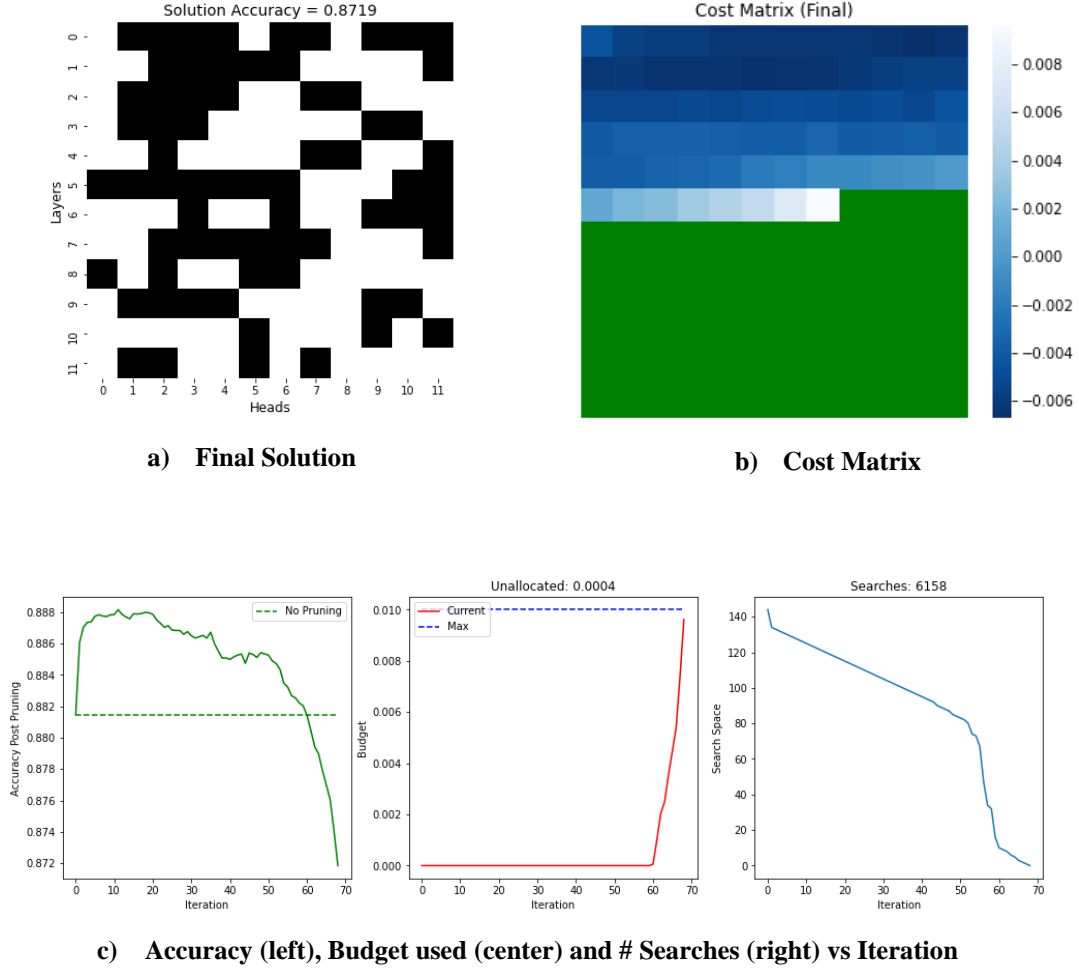 Solution Accuracy = 0.8719
Layers
0
1
2
3
4
5
6
7
8
9
10
11
0 1 2 3 4 5 6 7 8 9 10 11
Heads
a) Final Solution
Cost Matrix (Final)
0.008
0.006
0.004
0.002
0.000
−0.002
−0.004
−0.006
b) Cost Matrix
Accuracy Post Pruning
0.888
0.886
0.884
0.882
0.880
0.878
0.876
0.874
0.872
No Pruning
0 10 20 30 40 50 60 70
Iteration
Unallocated: 0.0004
Budget
0.010
0.008
0.006
0.004
0.002
0.000
Current
Max
0 10 20 30 40 50 60 70
Iteration
Searches: 6158
Search Space
140
120
100
80
60
40
20
0
0 10 20 30 40 50 60 70
Iteration
c) Accuracy (left), Budget used (center) and # Searches (right) vs Iteration